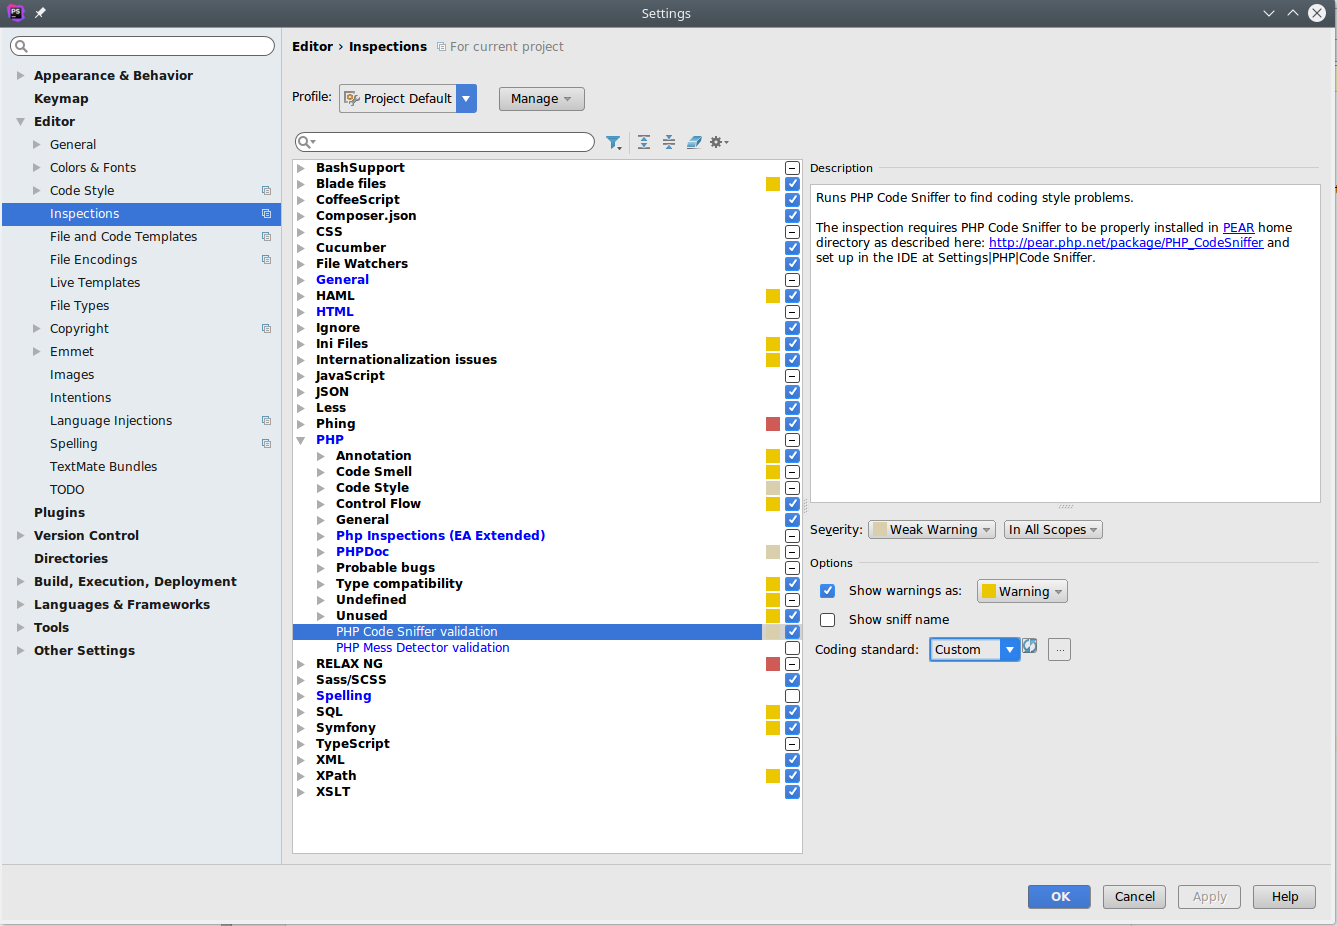 PS
Settings
Appearance & Behavior
Keymap
Editor
General
Colors & Fonts
Code Style
Inspections
File and Code Templates
File Encodings
Live Templates
File Types
Copyright
Emmet
Images
Intentions
Language Injections
Spelling
TextMate Bundles
TODO
Plugins
Version Control
Directories
Build, Execution, Deployment
Languages & Frameworks
Tools
Other Settings
Editor › Inspections For current project
Profile: Project Default Manage
BashSupport
Blade files
CoffeeScript
Composer.json
CSS
Cucumber
File Watchers
General
HAML
HTML
Ignore
Ini Files
Internationalization issues
JavaScript
JSON
Less
Phing
PHP
Annotation
Code Smell
Code Style
Control Flow
General
Php Inspections (EA Extended)
PHPDoc
Probable bugs
Type compatibility
Undefined
Unused
PHP Code Sniffer validation
PHP Mess Detector validation
RELAX NG
Sass/SCSS
Spelling
SQL
Symfony
TypeScript
XML
XPath
XSLT
Description
Runs PHP Code Sniffer to find coding style problems.
The inspection requires PHP Code Sniffer to be properly installed in PEAR home
directory as described here: http://pear.php.net/package/PHP_CodeSniffer and
set up in the IDE at Settings|PHP|Code Sniffer.
Severity: Weak Warning In All Scopes
Options
Show warnings as: Warning
Show sniff name
Coding standard: Custom ...
OK Cancel Apply Help